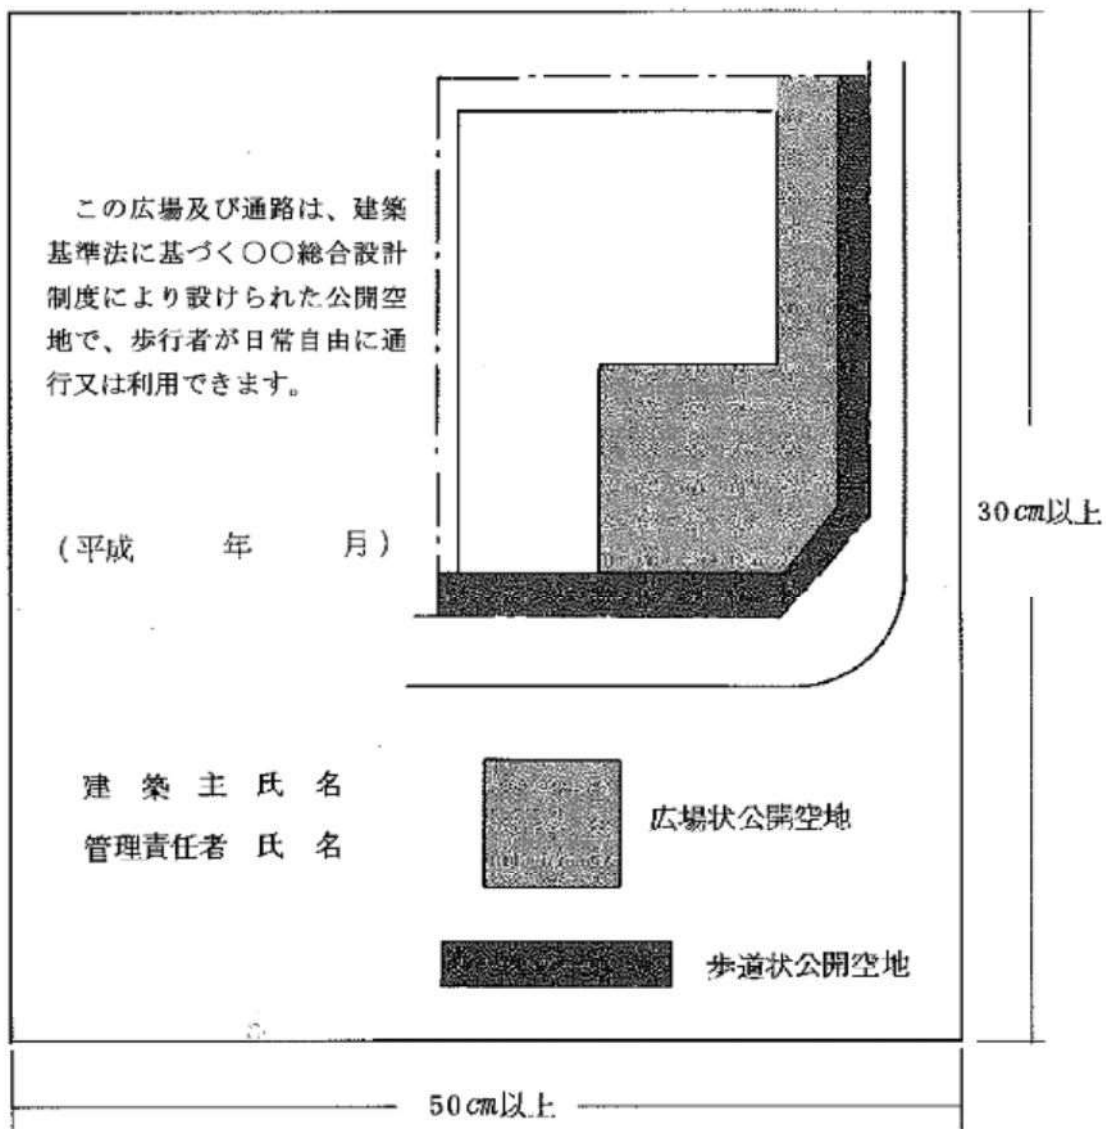 この広場及び通路は、建築
基準法に基づく〇〇総合設計
制度により設けられた公開空
地で、歩行者が日常自由に通
行又は利用できます。
(平成　年　月)
30cm以上
建築主氏名
管理責任者 氏名
広場状公開空地
歩道状公開空地
50cm以上